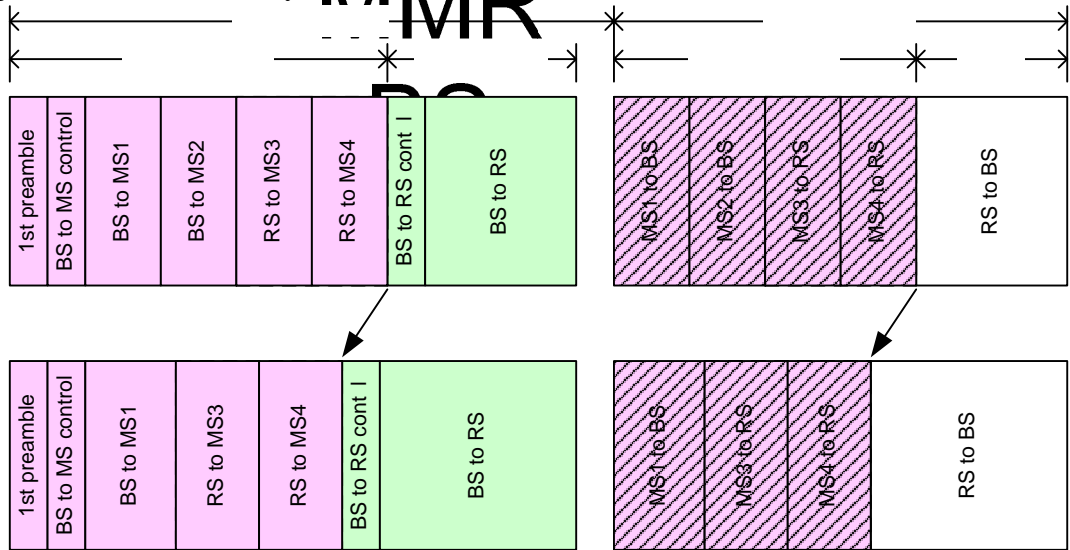 MMR
1st preamble
BS to MS control
BS to MS1
BS to MS2
RS to MS3
RS to MS4
BS to RS cont l
BS to RS
MS1 to BS
MS2 to BS
MS3 to RS
MS4 to RS
RS to BS
1st preamble
BS to MS control
BS to MS1
RS to MS3
RS to MS4
BS to RS cont l
BS to RS
MS1 to BS
MS3 to RS
MS4 to RS
RS to BS